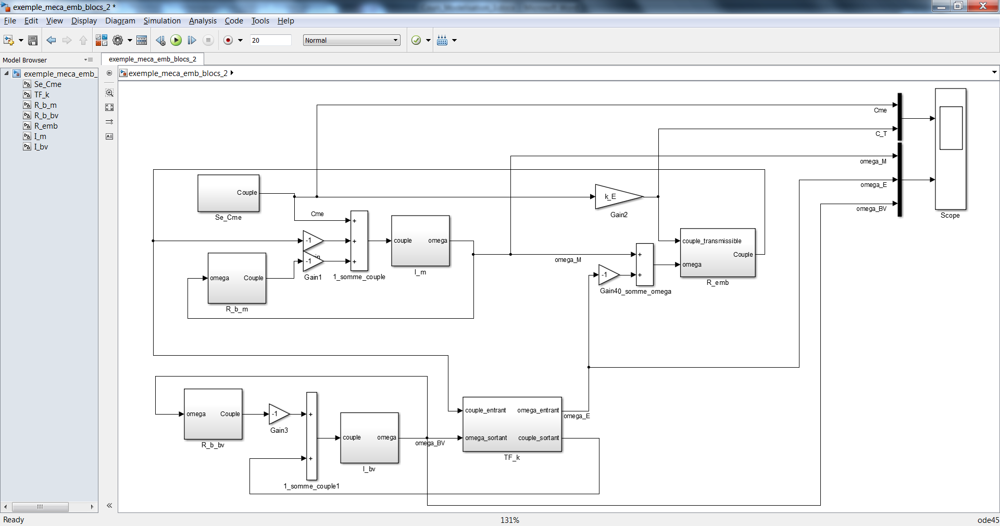 exemple_meca_emb_blocs_2 *
File Edit View Display Diagram Simulation Analysis Code Tools Help
20
Normal
Model Browser
exemple_meca_emb_blocs_2
exemple_meca_emb_
exemple_meca_emb_blocs_2
Se_Cme
TF_k
R_b_m
R_b_bv
R_emb
I_m
I_bv
Cme
C_T
omega_M
omega_E
omega_BV
Scope
Couple
Se_Cme
k_E
Gain2
Cme
+
-1
+
-1
+
Gain1
1_somme_couple
couple
omega
I_m
omega
Couple
R_b_m
omega_M
+
-1
+
Gain4
0_somme_omega
couple_transmissible
Couple
omega
R_emb
omega
Couple
R_b_bv
-1
Gain3
+
+
1_somme_couple1
couple
omega
I_bv
omega_BV
couple_entrant
omega_entrant
omega_sortant
couple_sortant
TF_k
omega_E
Ready
131%
ode45